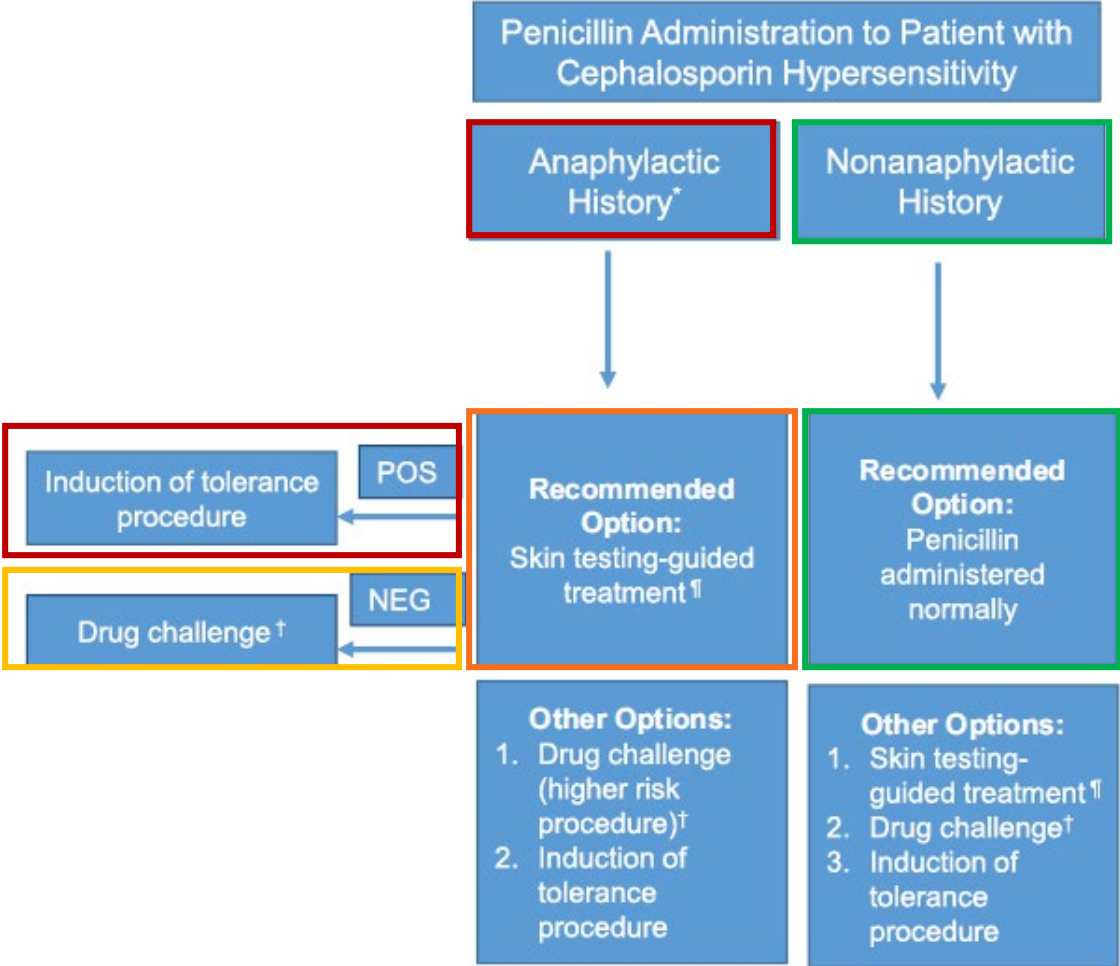 Penicillin Administration to Patient with
Cephalosporin Hypersensitivity
Anaphylactic
History*
Nonanaphylactic
History
Induction of tolerance
procedure
POS
Drug challenge†
NEG
Recommended
Option:
Skin testing-guided
treatment¶
Recommended
Option:
Penicillin
administered
normally
Other Options:
1. Drug challenge
(higher risk
procedure)†
2. Induction of
tolerance
procedure
Other Options:
1. Skin testing-
guided treatment¶
2. Drug challenge†
3. Induction of
tolerance
procedure